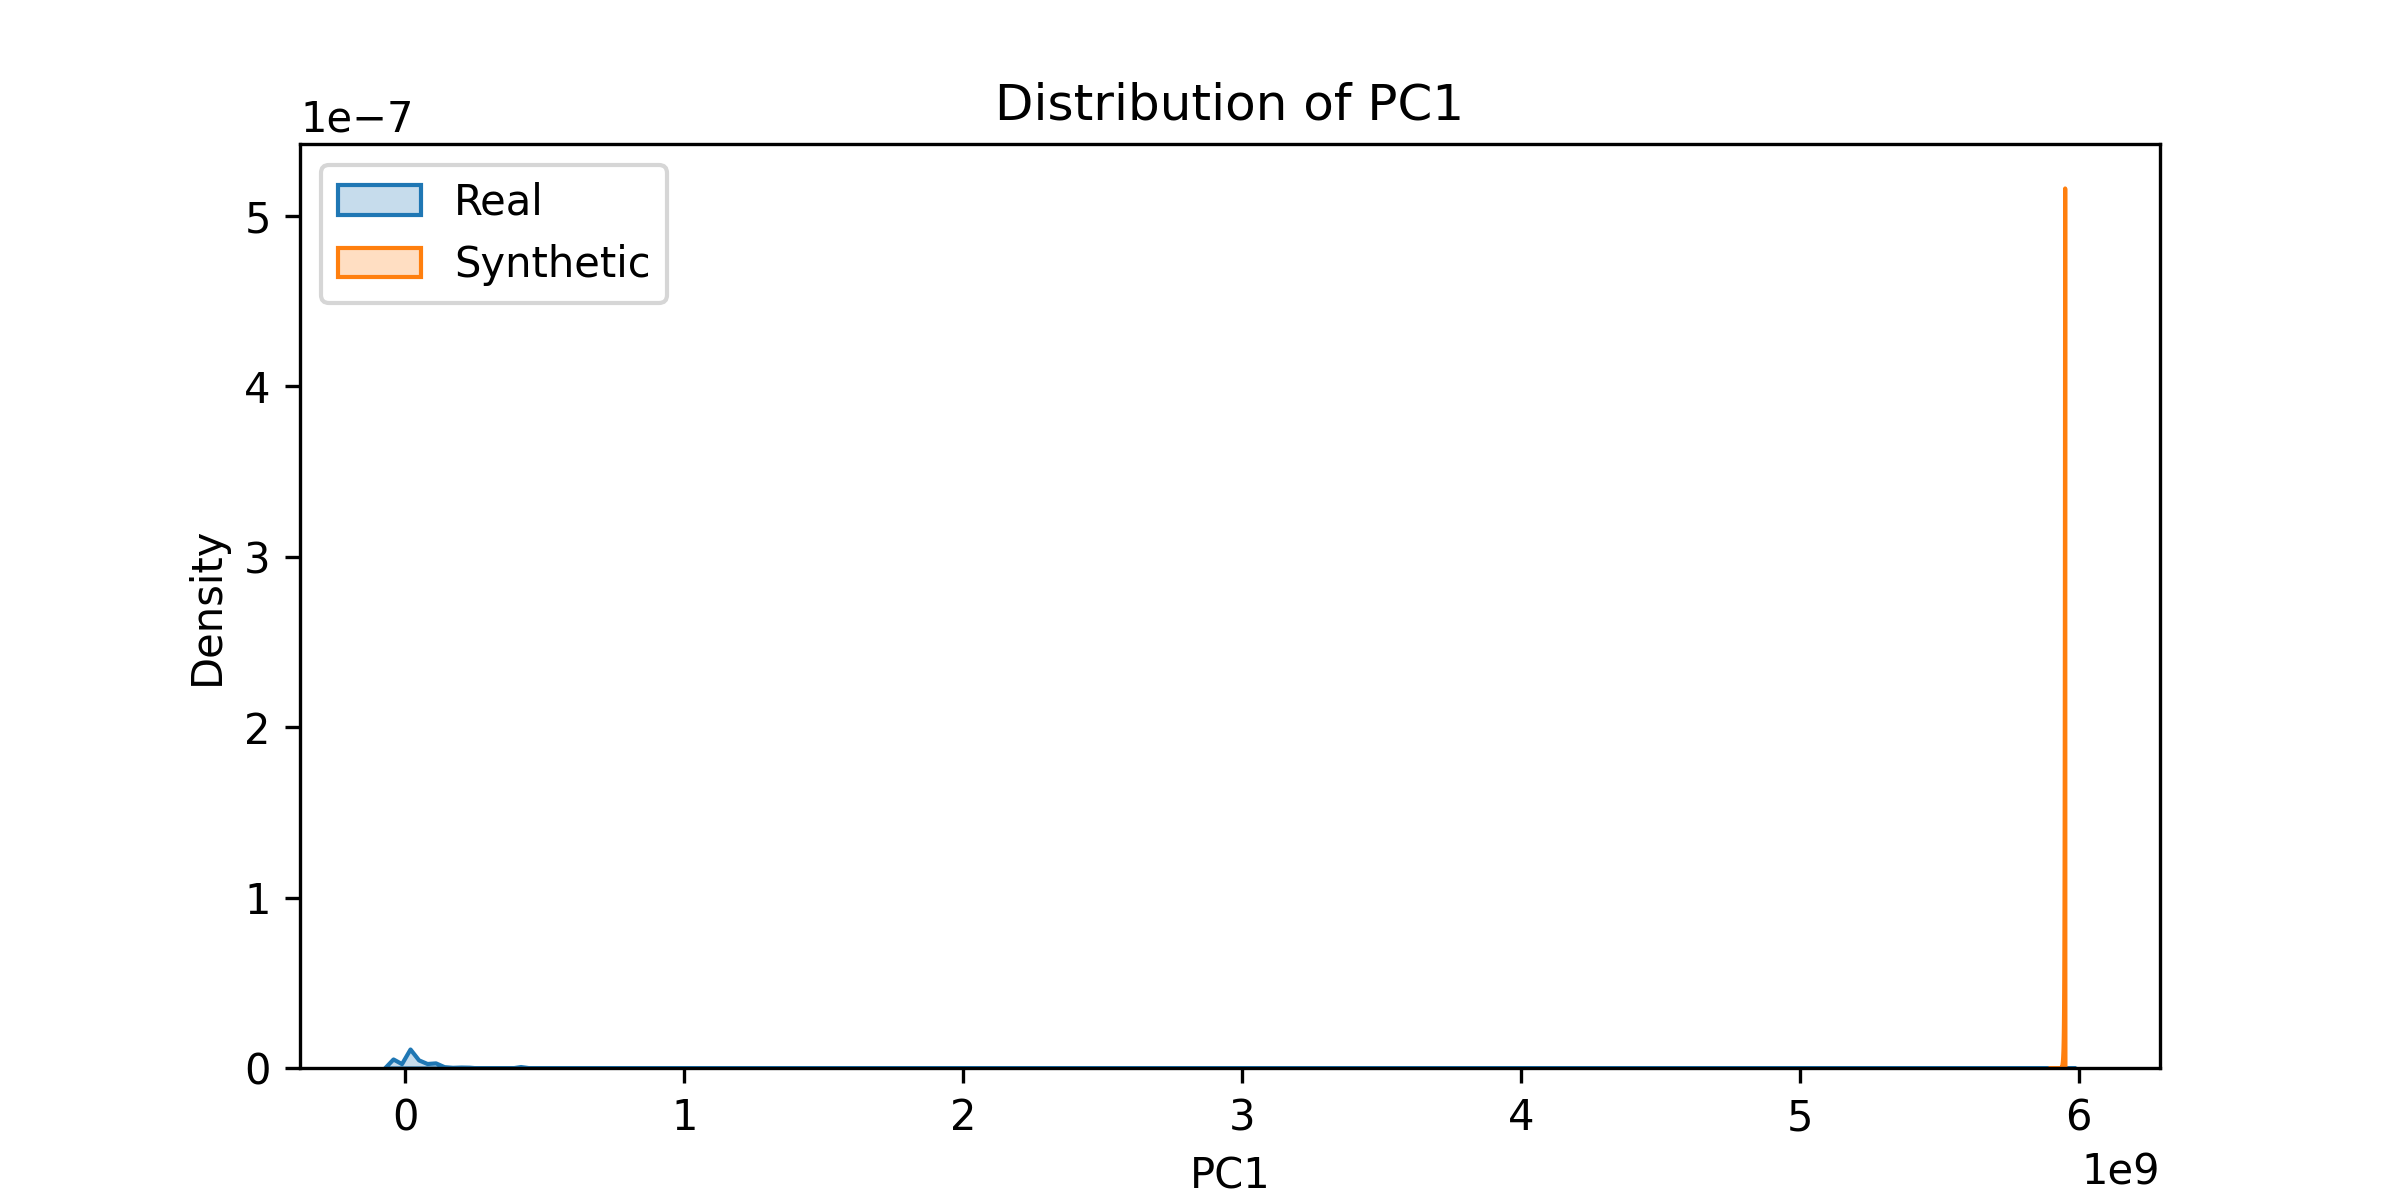 Distribution of PC1
1e−7
Real
Synthetic
5
4
3
2
1
0
Density
0 1 2 3 4 5 6
PC1
1e9